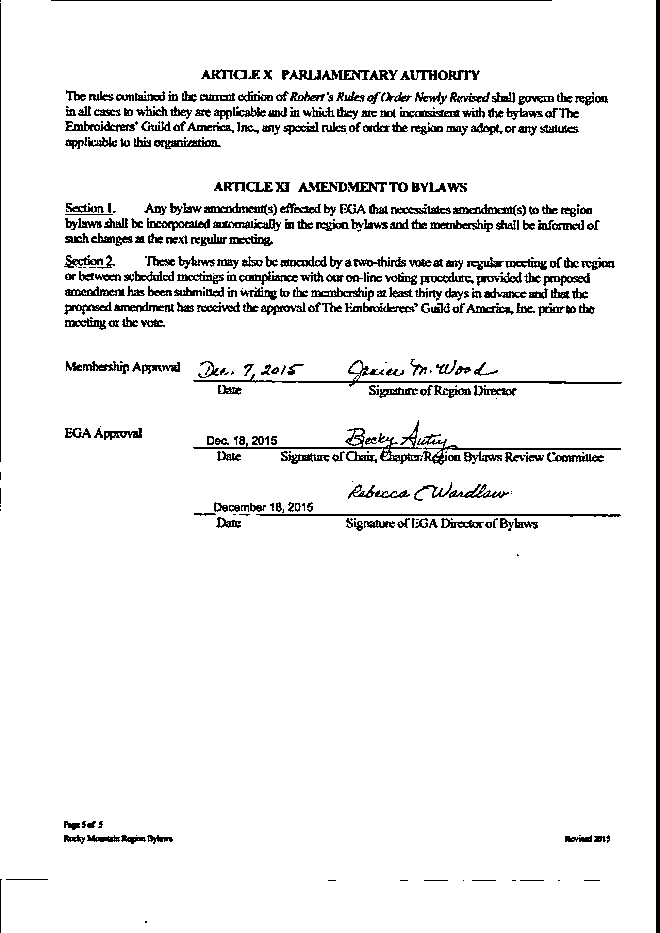 ARTICLE X PARLIAMENTARY AUTHORITY
The rules contained in the current edition of Robert's Rules of Order Newly Revised shall govern the region
in all cases to which they are applicable and in which they are not inconsistent with the bylaws of The
Embroiderers' Guild of America, Inc., any special rules of order the region may adopt, or any statutes
applicable to this organization.
ARTICLE XI AMENDMENT TO BYLAWS
Section 1. Any bylaw amendment(s) effected by EGA that necessitates amendment(s) to the region
bylaws shall be incorporated automatically in the region bylaws and the membership shall be informed of
such changes at the next regular meeting.
Section 2. These bylaws may also be amended by a two-thirds vote at any regular meeting of the region
or between scheduled meetings in compliance with our on-line voting procedure, provided the proposed
amendment has been submitted in writing to the membership at least thirty days in advance and that the
proposed amendment has received the approval of The Embroiderers' Guild of America, Inc. prior to the
meeting or the vote.
Membership Approval Dec. 7, 2015 M. Wood
Date Signature of Region Director
EGA Approval Dec. 18, 2015 Becky Autry
Date Signature of Chair, Chapter/Region Bylaws Review Committee
December 18, 2015 Rebecca C Wardlaw
Date Signature of EGA Director of Bylaws
Page 5 of 5
Rocky Mountain Region Bylaws Revised 2015